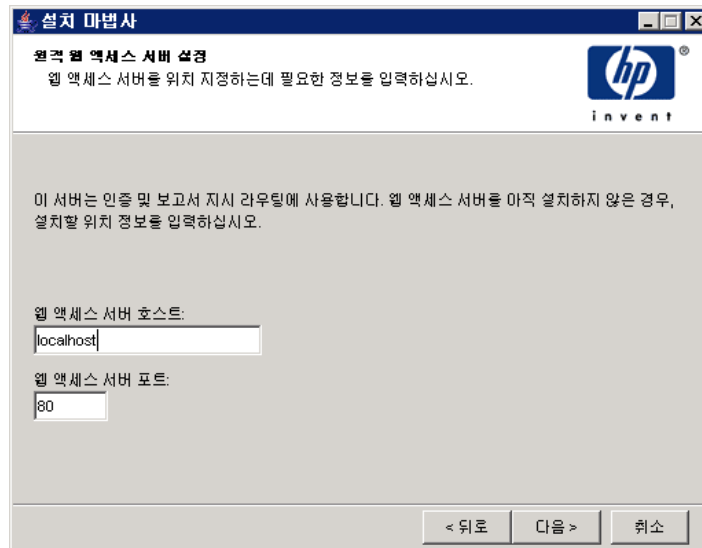 설치 마법사
원격 웹 액세스 서버 설정
웹 액세스 서버를 위치 지정하는데 필요한 정보를 입력하십시오.
hp
®
invent
이 서버는 인증 및 보고서 지시 라우팅에 사용합니다. 웹 액세스 서버를 아직 설치하지 않은 경우,
설치할 위치 정보를 입력하십시오.
웹 액세스 서버 호스트:
localhost
웹 액세스 서버 포트:
80
< 뒤로
다음 >
취소